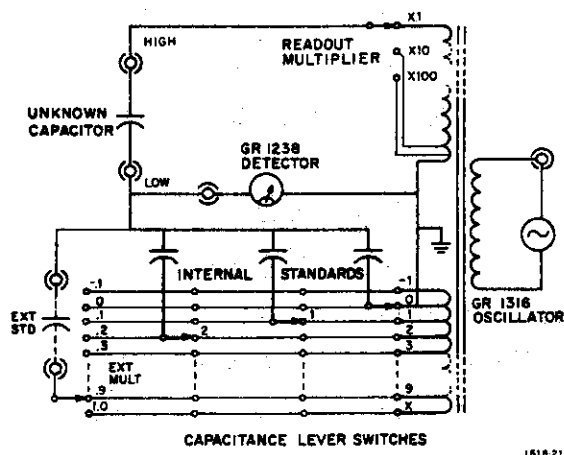 X1
HIGH
READOUT
MULTIPLIER
X10
X100
UNKNOWN
CAPACITOR
GR 1238
DETECTOR
LOW
INTERNAL STANDARDS
GR 1316
OSCILLATOR
EXT
STD
-.1
0
.1
.2
.3
EXT
MULT
.9
1.0
2
1
-1
0
1
2
3
9
X
CAPACITANCE LEVER SWITCHES